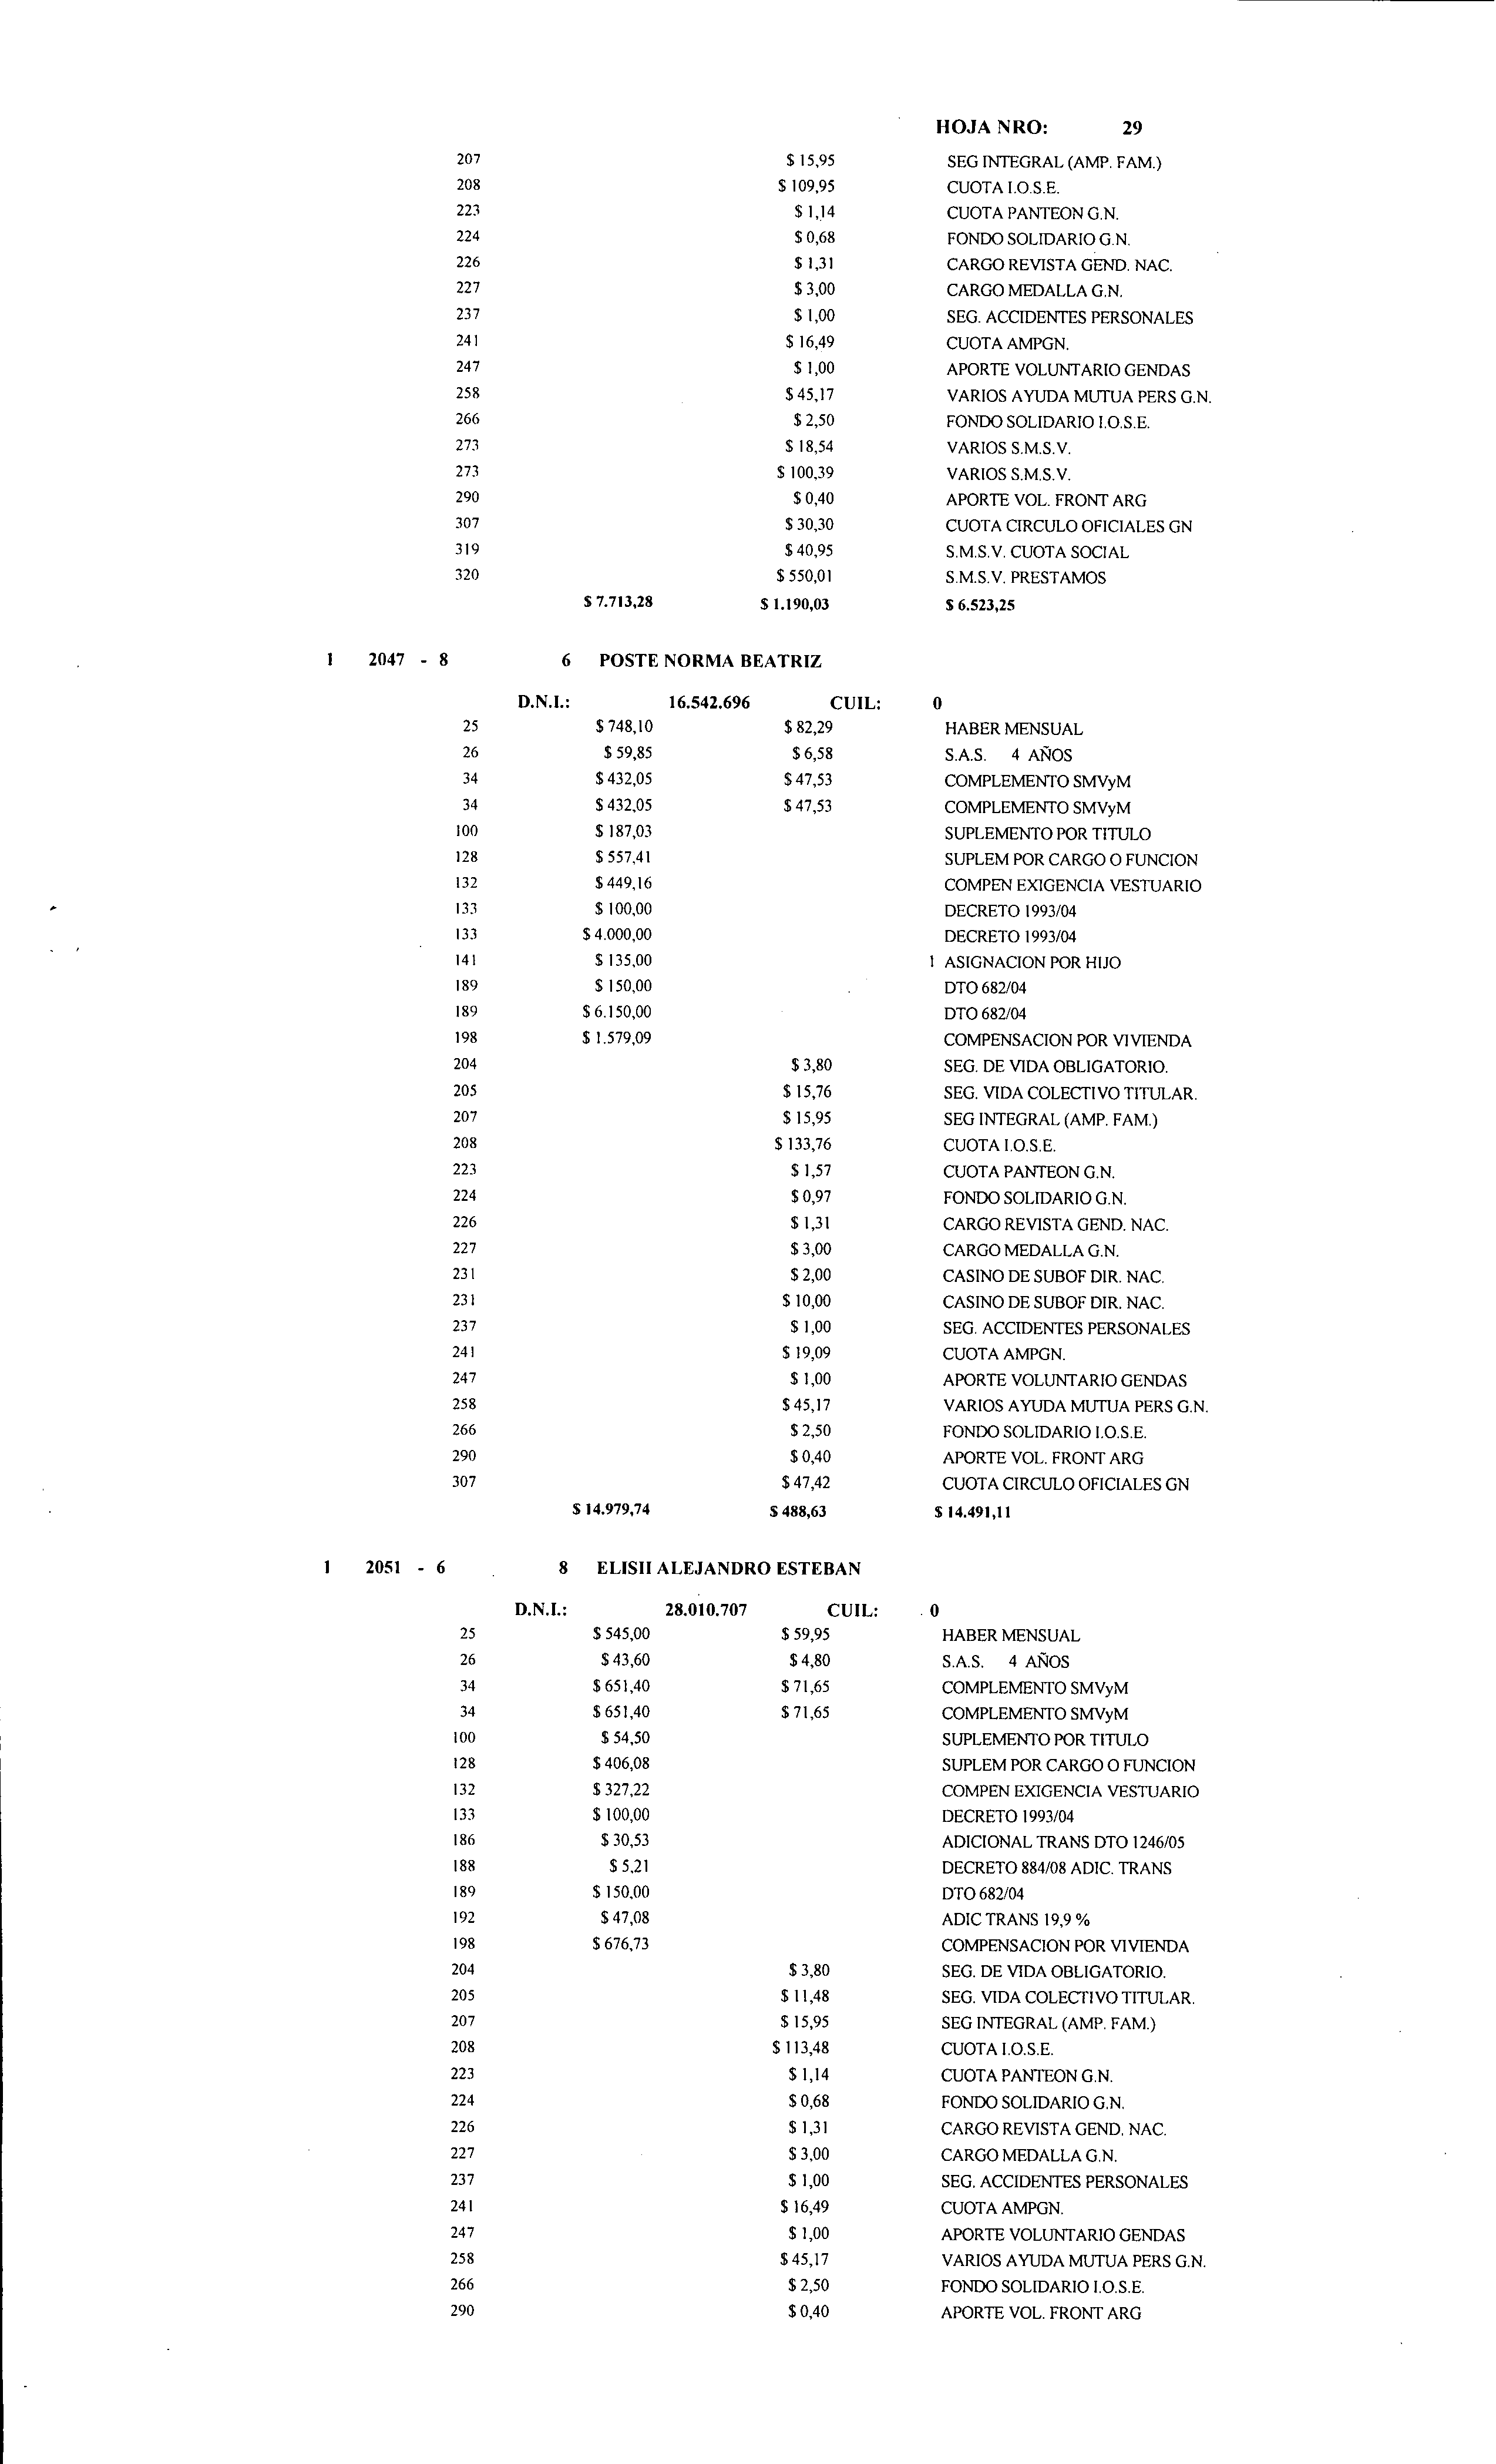 HOJA NRO: 29
207 $ 15,95 SEG INTEGRAL (AMP. FAM.)
208 $ 109,95 CUOTA I.O.S.E.
223 $ 1,14 CUOTA PANTEON G.N.
224 $ 0,68 FONDO SOLIDARIO G.N.
226 $ 1,31 CARGO REVISTA GEND. NAC.
227 $ 3,00 CARGO MEDALLA G.N.
237 $ 1,00 SEG. ACCIDENTES PERSONALES
241 $ 16,49 CUOTA AMPGN.
247 $ 1,00 APORTE VOLUNTARIO GENDAS
258 $ 45,17 VARIOS AYUDA MUTUA PERS G.N.
266 $ 2,50 FONDO SOLIDARIO I.O.S.E.
273 $ 18,54 VARIOS S.M.S.V.
273 $ 100,39 VARIOS S.M.S.V.
290 $ 0,40 APORTE VOL. FRONT ARG
307 $ 30,30 CUOTA CIRCULO OFICIALES GN
319 $ 40,95 S.M.S.V. CUOTA SOCIAL
320 $ 550,01 S.M.S.V. PRESTAMOS
$ 7.713,28 $ 1.190,03 $ 6.523,25
1 2047 - 8 6 POSTE NORMA BEATRIZ
D.N.I.: 16.542.696 CUIL: 0
25 $ 748,10 $ 82,29 HABER MENSUAL
26 $ 59,85 $ 6,58 S.A.S. 4 AÑOS
34 $ 432,05 $ 47,53 COMPLEMENTO SMVyM
34 $ 432,05 $ 47,53 COMPLEMENTO SMVyM
100 $ 187,03 SUPLEMENTO POR TITULO
128 $ 557,41 SUPLEM POR CARGO O FUNCION
132 $ 449,16 COMPEN EXIGENCIA VESTUARIO
133 $ 100,00 DECRETO 1993/04
133 $ 4.000,00 DECRETO 1993/04
141 $ 135,00 1 ASIGNACION POR HIJO
189 $ 150,00 DTO 682/04
189 $ 6.150,00 DTO 682/04
198 $ 1.579,09 COMPENSACION POR VIVIENDA
204 $ 3,80 SEG. DE VIDA OBLIGATORIO.
205 $ 15,76 SEG. VIDA COLECTIVO TITULAR.
207 $ 15,95 SEG INTEGRAL (AMP. FAM.)
208 $ 133,76 CUOTA I.O.S.E.
223 $ 1,57 CUOTA PANTEON G.N.
224 $ 0,97 FONDO SOLIDARIO G.N.
226 $ 1,31 CARGO REVISTA GEND. NAC.
227 $ 3,00 CARGO MEDALLA G.N.
231 $ 2,00 CASINO DE SUBOF DIR. NAC.
231 $ 10,00 CASINO DE SUBOF DIR. NAC.
237 $ 1,00 SEG. ACCIDENTES PERSONALES
241 $ 19,09 CUOTA AMPGN.
247 $ 1,00 APORTE VOLUNTARIO GENDAS
258 $ 45,17 VARIOS AYUDA MUTUA PERS G.N.
266 $ 2,50 FONDO SOLIDARIO I.O.S.E.
290 $ 0,40 APORTE VOL. FRONT ARG
307 $ 47,42 CUOTA CIRCULO OFICIALES GN
$ 14.979,74 $ 488,63 $ 14.491,11
1 2051 - 6 8 ELISII ALEJANDRO ESTEBAN
D.N.I.: 28.010.707 CUIL: 0
25 $ 545,00 $ 59,95 HABER MENSUAL
26 $ 43,60 $ 4,80 S.A.S. 4 AÑOS
34 $ 651,40 $ 71,65 COMPLEMENTO SMVyM
34 $ 651,40 $ 71,65 COMPLEMENTO SMVyM
100 $ 54,50 SUPLEMENTO POR TITULO
128 $ 406,08 SUPLEM POR CARGO O FUNCION
132 $ 327,22 COMPEN EXIGENCIA VESTUARIO
133 $ 100,00 DECRETO 1993/04
186 $ 30,53 ADICIONAL TRANS DTO 1246/05
188 $ 5,21 DECRETO 884/08 ADIC. TRANS
189 $ 150,00 DTO 682/04
192 $ 47,08 ADIC TRANS 19,9 %
198 $ 676,73 COMPENSACION POR VIVIENDA
204 $ 3,80 SEG. DE VIDA OBLIGATORIO.
205 $ 11,48 SEG. VIDA COLECTIVO TITULAR.
207 $ 15,95 SEG INTEGRAL (AMP. FAM.)
208 $ 113,48 CUOTA I.O.S.E.
223 $ 1,14 CUOTA PANTEON G.N.
224 $ 0,68 FONDO SOLIDARIO G.N.
226 $ 1,31 CARGO REVISTA GEND. NAC.
227 $ 3,00 CARGO MEDALLA G.N.
237 $ 1,00 SEG. ACCIDENTES PERSONALES
241 $ 16,49 CUOTA AMPGN.
247 $ 1,00 APORTE VOLUNTARIO GENDAS
258 $ 45,17 VARIOS AYUDA MUTUA PERS G.N.
266 $ 2,50 FONDO SOLIDARIO I.O.S.E.
290 $ 0,40 APORTE VOL. FRONT ARG